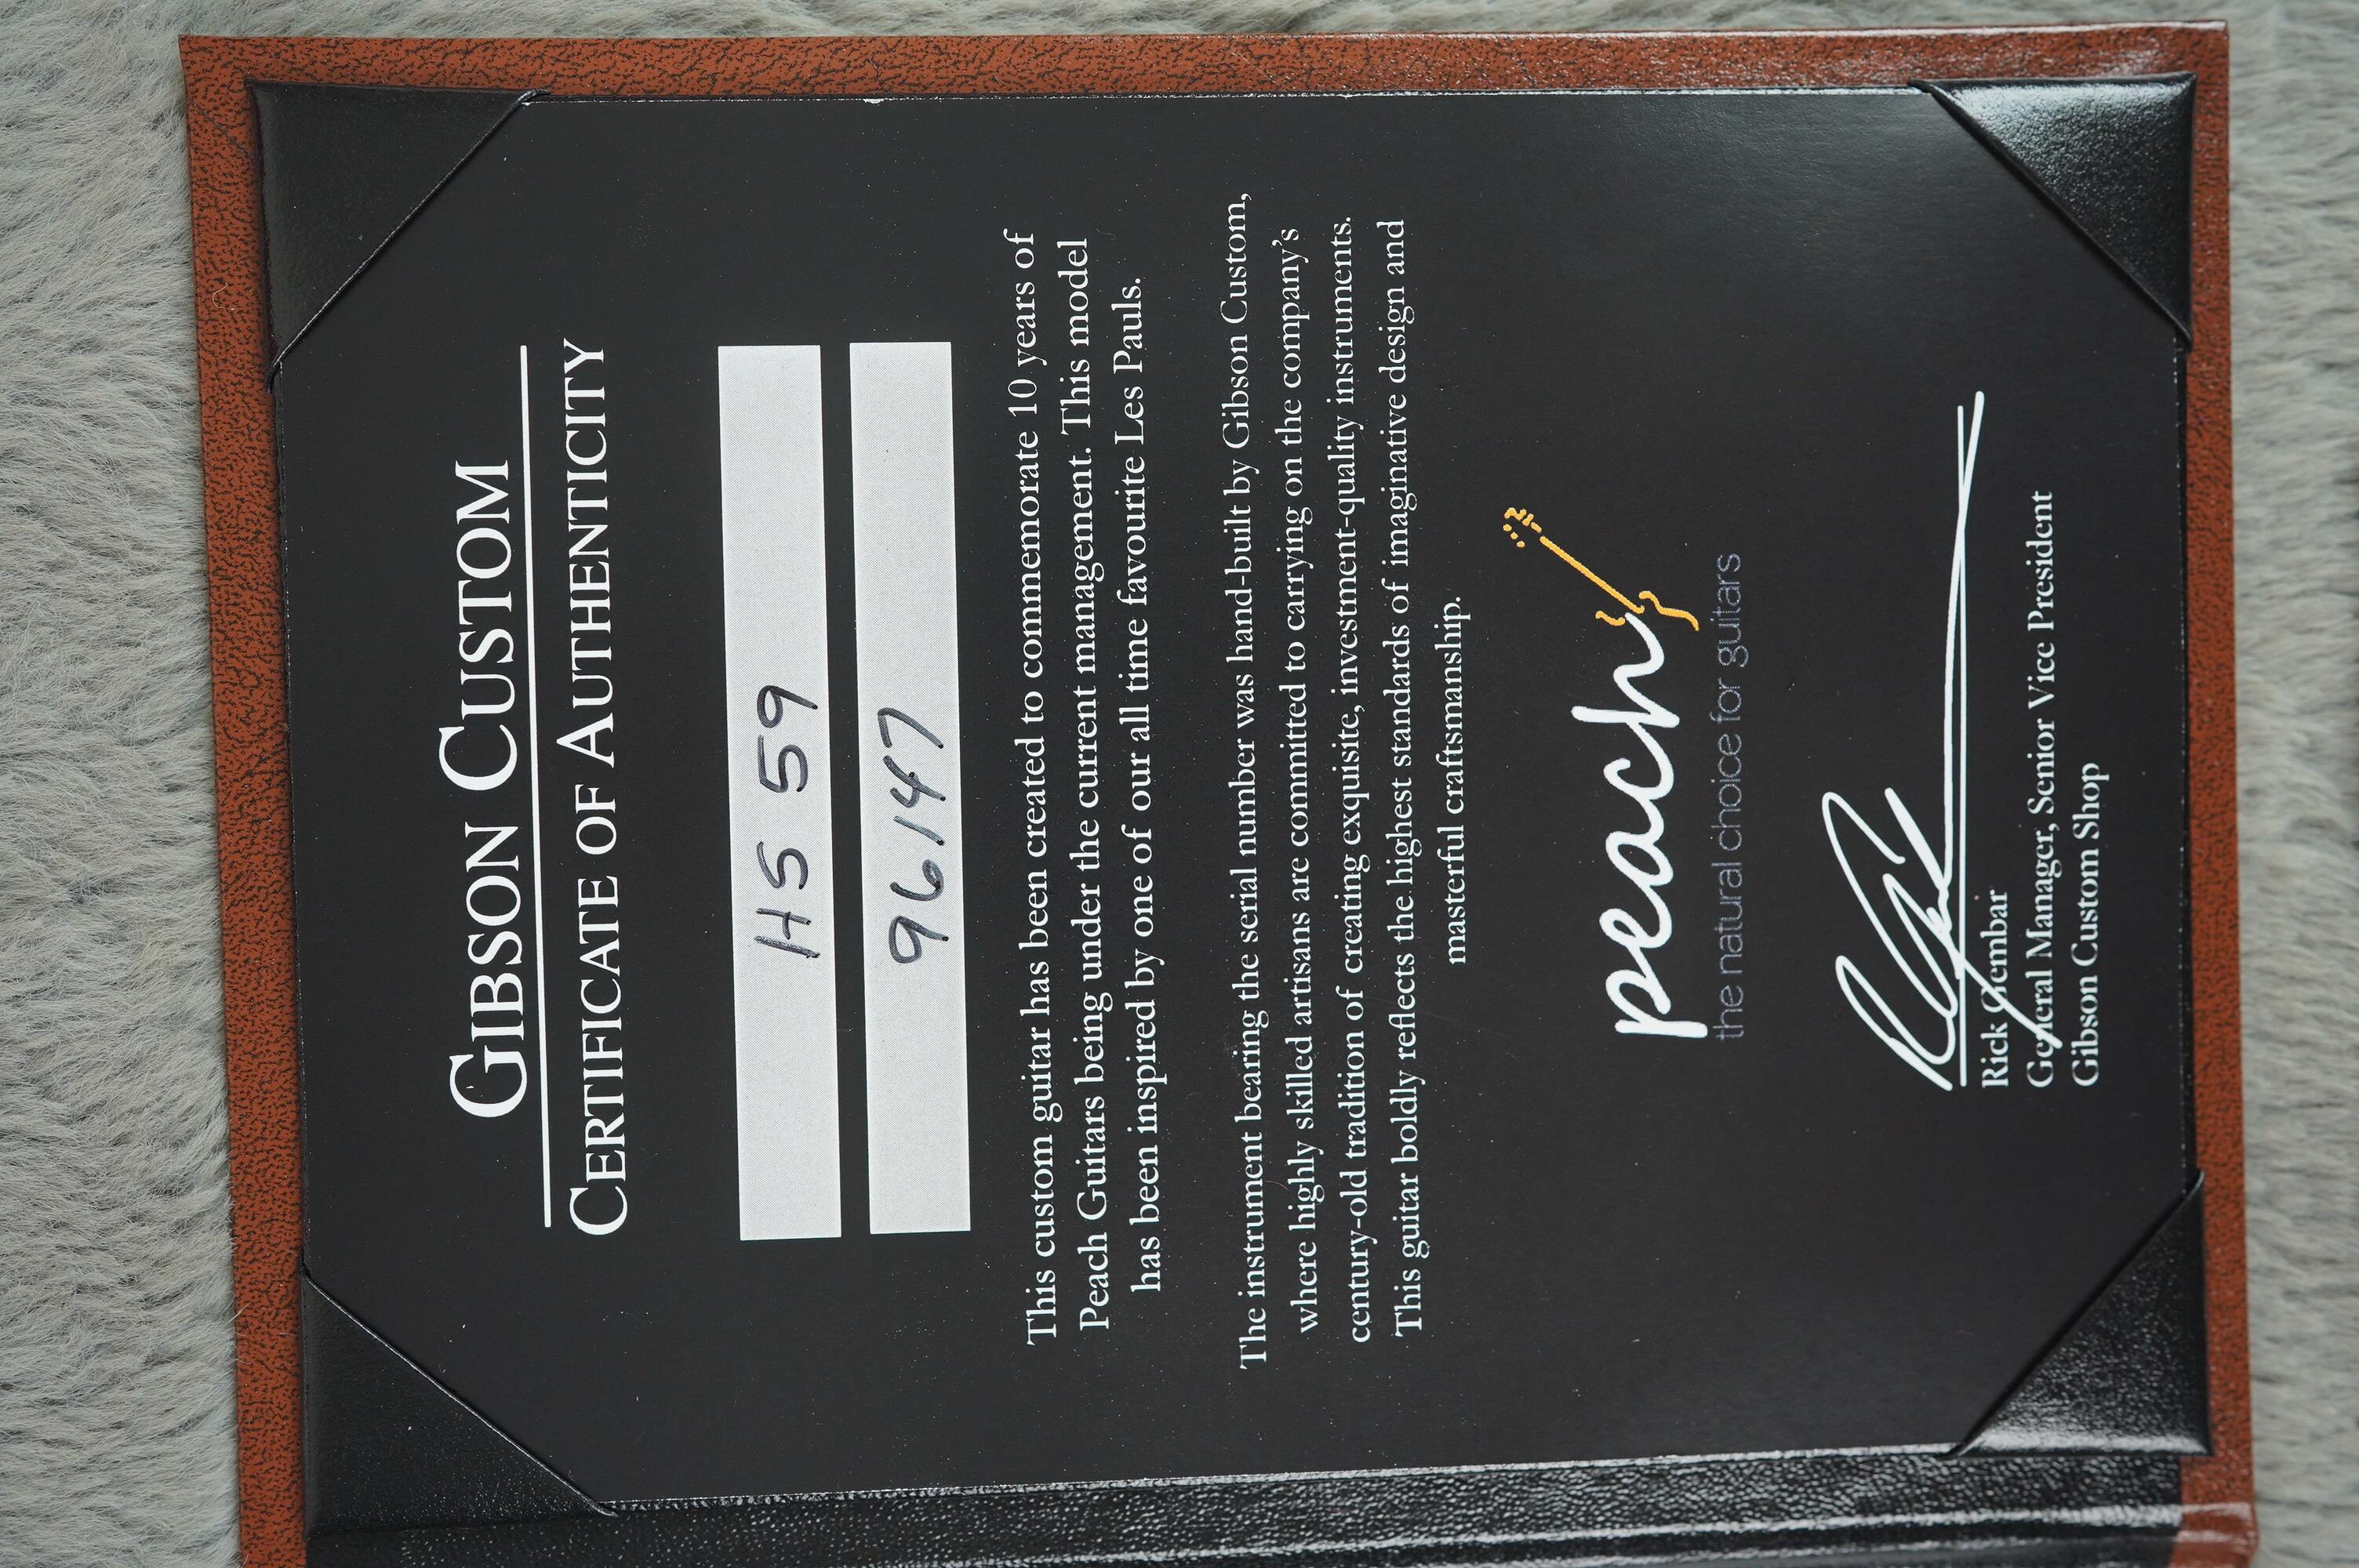 GIBSON CUSTOM
CERTIFICATE OF AUTHENTICITY
HS 59
96147
This custom guitar has been created to commemorate 10 years of
Peach Guitars being under the current management. This model
has been inspired by one of our all time favourite Les Pauls.
The instrument bearing the serial number was hand-built by Gibson Custom,
where highly skilled artisans are committed to carrying on the company's
century-old tradition of creating exquisite, investment-quality instruments.
This guitar boldly reflects the highest standards of imaginative design and
masterful craftsmanship.
peach
the natural choice for guitars
Rick Gembar
General Manager, Senior Vice President
Gibson Custom Shop